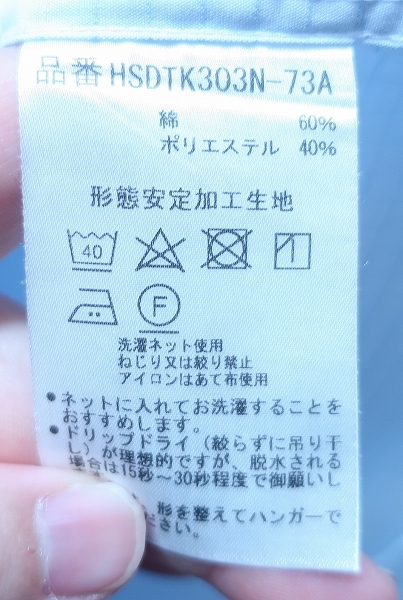 品番 HSDTK303N-73A
綿 60%
ポリエステル 40%
形態安定加工生地
40
F
洗濯ネット使用
ねじり又は絞り禁止
アイロンはあて布使用
●ネットに入れてお洗濯することを
おすすめします。
●ドリップドライ（絞らずに吊り干
し）が理想的ですが、脱水される
場合は15秒～30秒程度で御願いし
、形を整えてハンガーで
ださい。